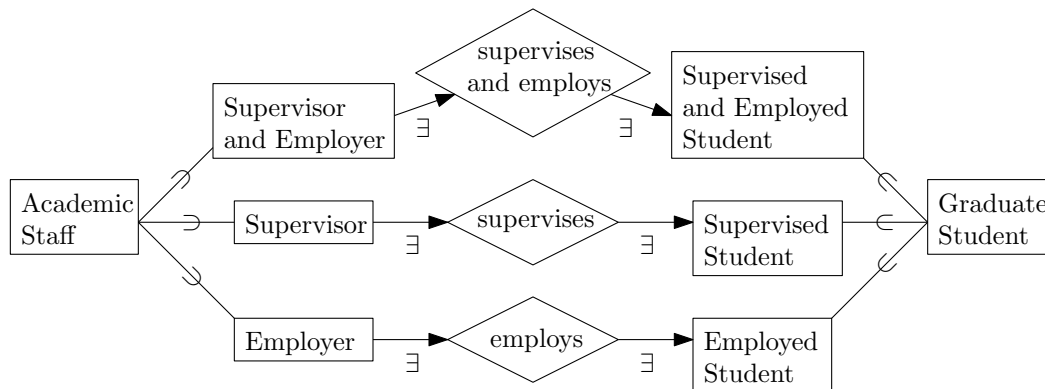 supervises
and employs
Supervisor
and Employer
∃
∃
Supervised
and Employed
Student
Academic
Staff
⊃
⊃
Supervisor
∃
supervises
∃
Supervised
Student
⊂
⊂
Graduate
Student
⊃
Employer
∃
employs
∃
Employed
Student
⊂